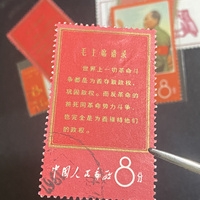 毛主席语录
世界上一切革命斗
争都是为着夺取政权，
巩固政权。而反革命的
拼死同革命势力斗争，
也完全是为着维持他们
的政权。
中国人民邮政 8分